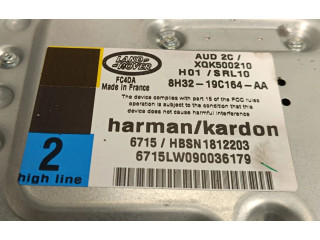 LAND ROVER
AUD 2C /
XQK500210
FC4DA
H01 / SRL10
Made in France
8H32-19C164-AA
The device complies with part 15 of the FCC rules
operation is subject to the condition that this
device does not cause harmful interference
harman/kardon
2
high line
6715 / HBSN1812203
6715LW090036179